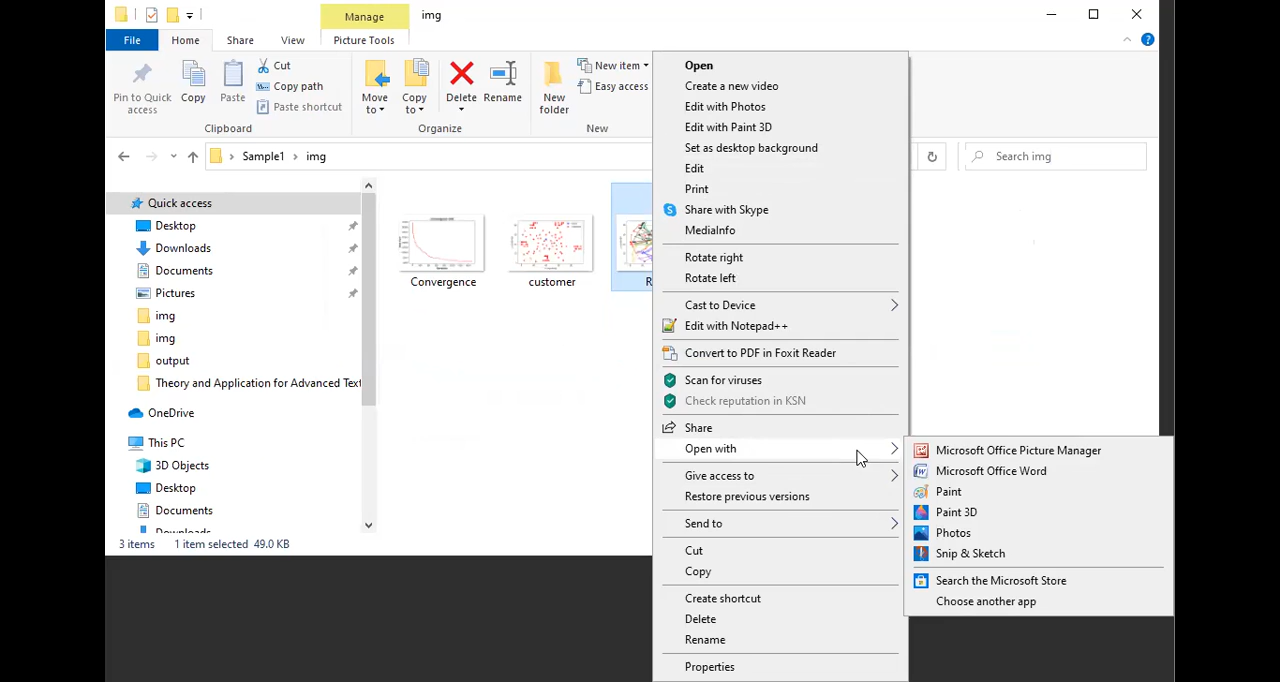 Manage
img
File
Home
Share
View
Picture Tools
Pin to Quick
access
Copy
Paste
Cut
Copy path
Paste shortcut
Clipboard
Move
to
Copy
to
Delete
Rename
Organize
New
folder
New item
Easy access
New
Sample1
img
Search img
Quick access
Desktop
Downloads
Documents
Pictures
img
img
output
Theory and Application for Advanced Text
OneDrive
This PC
3D Objects
Desktop
Documents
Downloads
Convergence
customer
R
3 items
1 item selected 49.0 KB
Open
Create a new video
Edit with Photos
Edit with Paint 3D
Set as desktop background
Edit
Print
Share with Skype
MediaInfo
Rotate right
Rotate left
Cast to Device
Edit with Notepad++
Convert to PDF in Foxit Reader
Scan for viruses
Check reputation in KSN
Share
Open with
Give access to
Restore previous versions
Send to
Cut
Copy
Create shortcut
Delete
Rename
Properties
Microsoft Office Picture Manager
Microsoft Office Word
Paint
Paint 3D
Photos
Snip & Sketch
Search the Microsoft Store
Choose another app